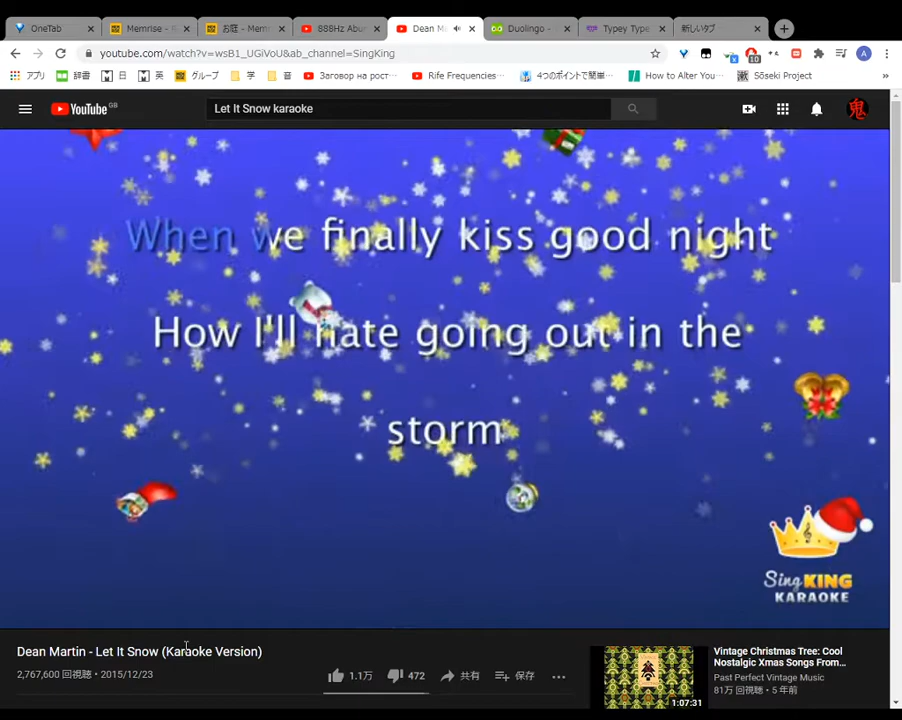 OneTab
Memrise - 
お庭 - Memr
888Hz Abun
Dean Ma
Duolingo - 
Typey Type
新しいタブ
youtube.com/watch?v=wsB1_UGiVoU&ab_channel=SingKing
アプリ
辞書
日
英
グループ
学
音
Заговор на рост...
Rife Frequencies...
4つのポイントで簡単...
How to Alter You...
Sōseki Project
YouTube GB
Let It Snow karaoke
鬼
When we finally kiss good night
How I'll hate going out in the
storm
Sing KING
KARAOKE
Dean Martin - Let It Snow (Karaoke Version)
2,767,600 回視聴・2015/12/23
1.1万
472
共有
保存
Vintage Christmas Tree: Cool
Nostalgic Xmas Songs From...
Past Perfect Vintage Music
81万 回視聴・5 年前
1:07:31